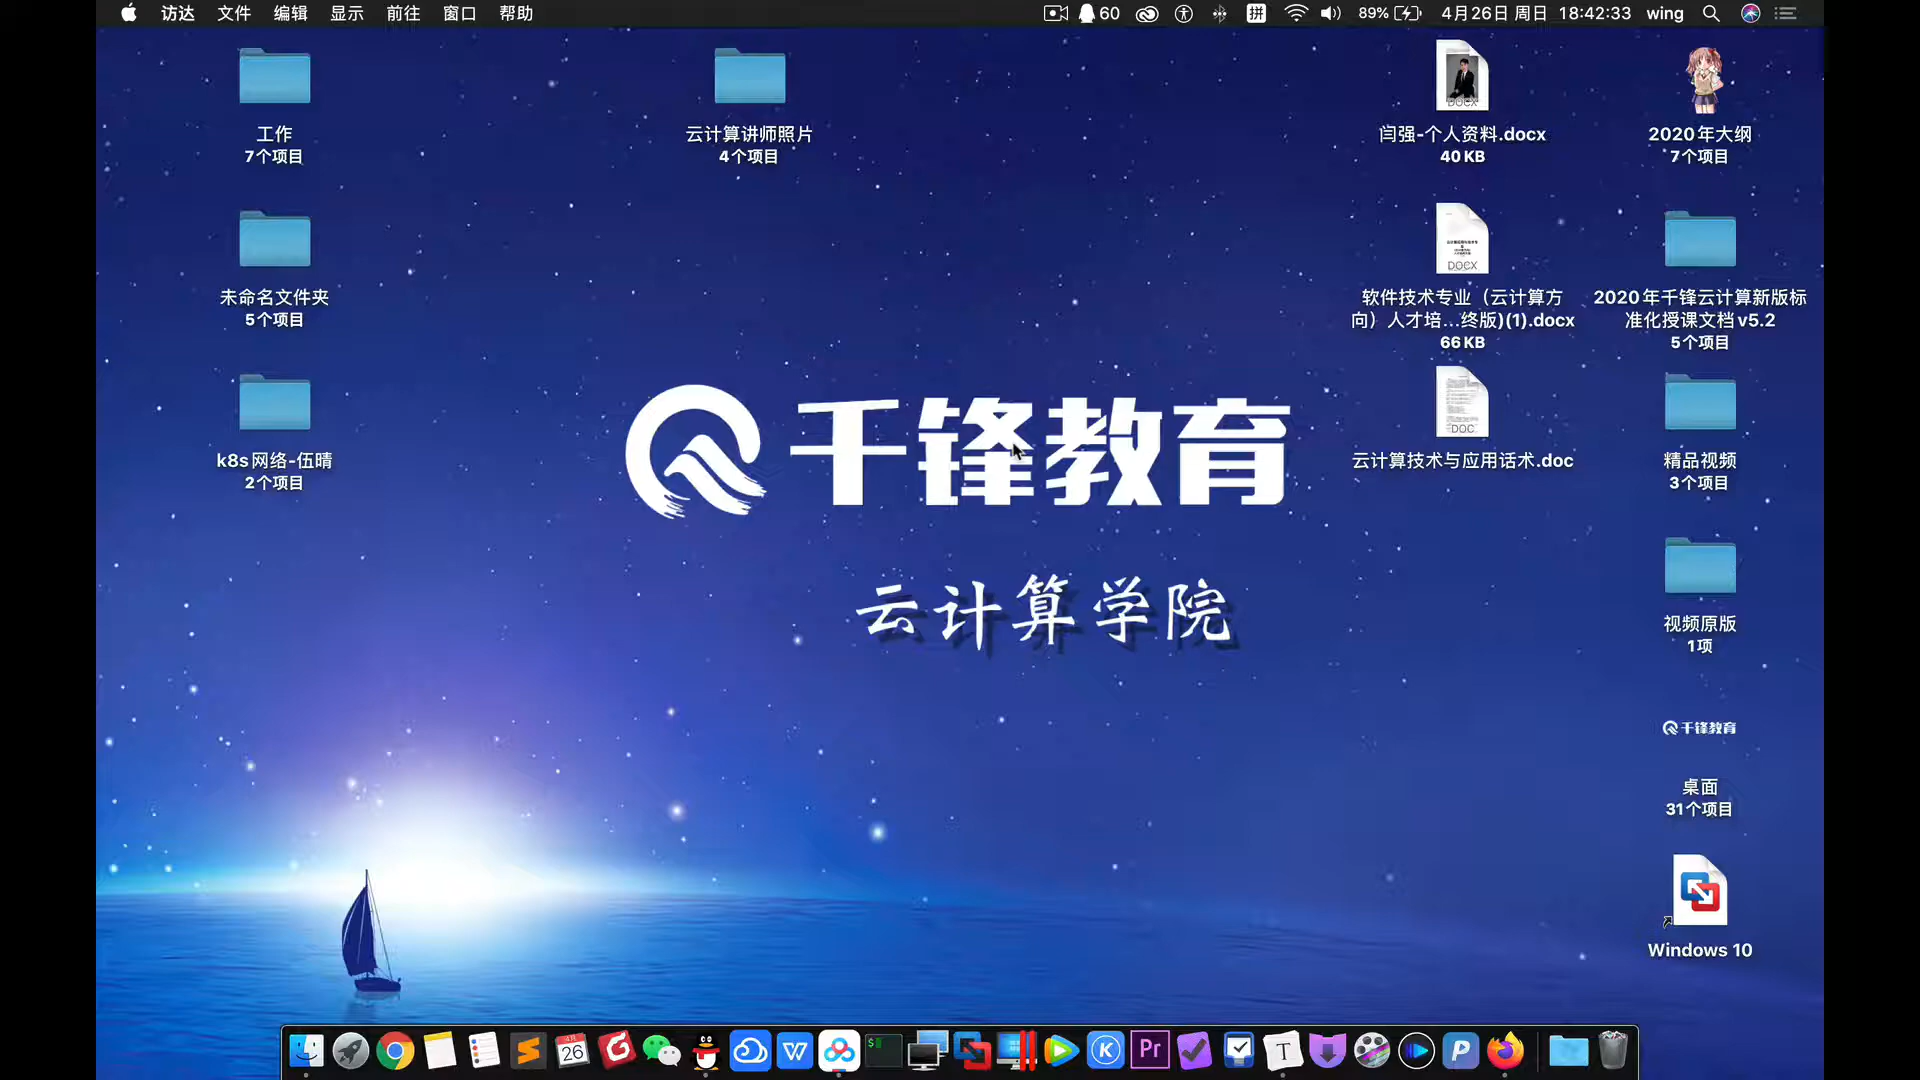 访达 文件 编辑 显示 前往 窗口 帮助 60 拼 89% 4月26日 周日 18:42:33 wing
工作
7个项目
云计算讲师照片
4个项目
DOCX
闫强-个人资料.docx
40 KB
2020年大纲
7个项目
未命名文件夹
5个项目
DOCX
软件技术专业（云计算方
向）人才培...终版)(1).docx
66 KB
2020年千锋云计算新版标
准化授课文档v5.2
5个项目
k8s网络-伍晴
2个项目
DOC
云计算技术与应用话术.doc
精品视频
3个项目
千锋教育
云计算学院
视频原版
1项
千锋教育
桌面
31个项目
Windows 10
4月
26
$
K
Pr
T
P